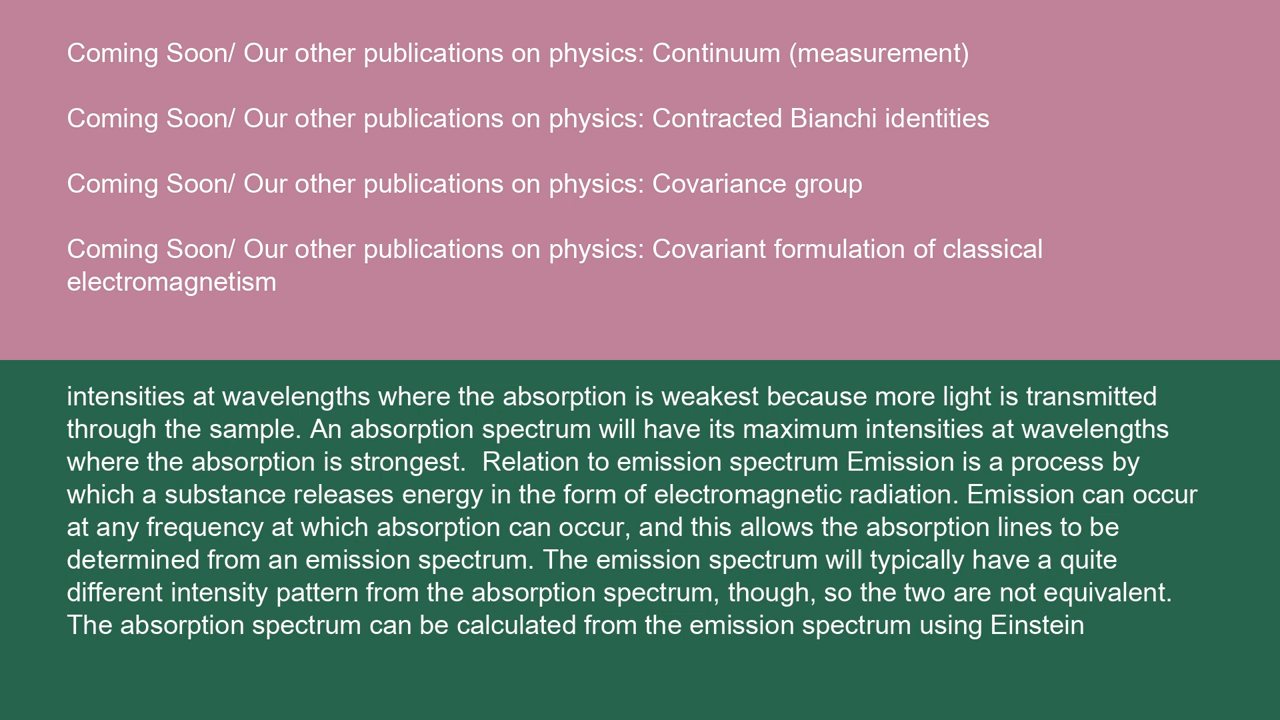 Coming Soon/ Our other publications on physics: Continuum (measurement)
Coming Soon/ Our other publications on physics: Contracted Bianchi identities
Coming Soon/ Our other publications on physics: Covariance group
Coming Soon/ Our other publications on physics: Covariant formulation of classical
electromagnetism
intensities at wavelengths where the absorption is weakest because more light is transmitted
through the sample. An absorption spectrum will have its maximum intensities at wavelengths
where the absorption is strongest.  Relation to emission spectrum Emission is a process by
which a substance releases energy in the form of electromagnetic radiation. Emission can occur
at any frequency at which absorption can occur, and this allows the absorption lines to be
determined from an emission spectrum. The emission spectrum will typically have a quite
different intensity pattern from the absorption spectrum, though, so the two are not equivalent.
The absorption spectrum can be calculated from the emission spectrum using Einstein